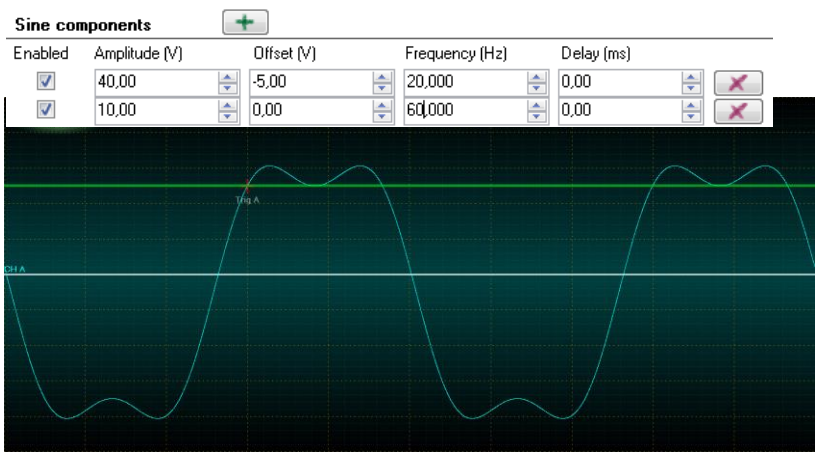 Sine components
Enabled Amplitude (V) Offset (V) Frequency (Hz) Delay (ms)
40,00 -5,00 20,000 0,00
10,00 0,00 60,000 0,00
Trig A
CH A